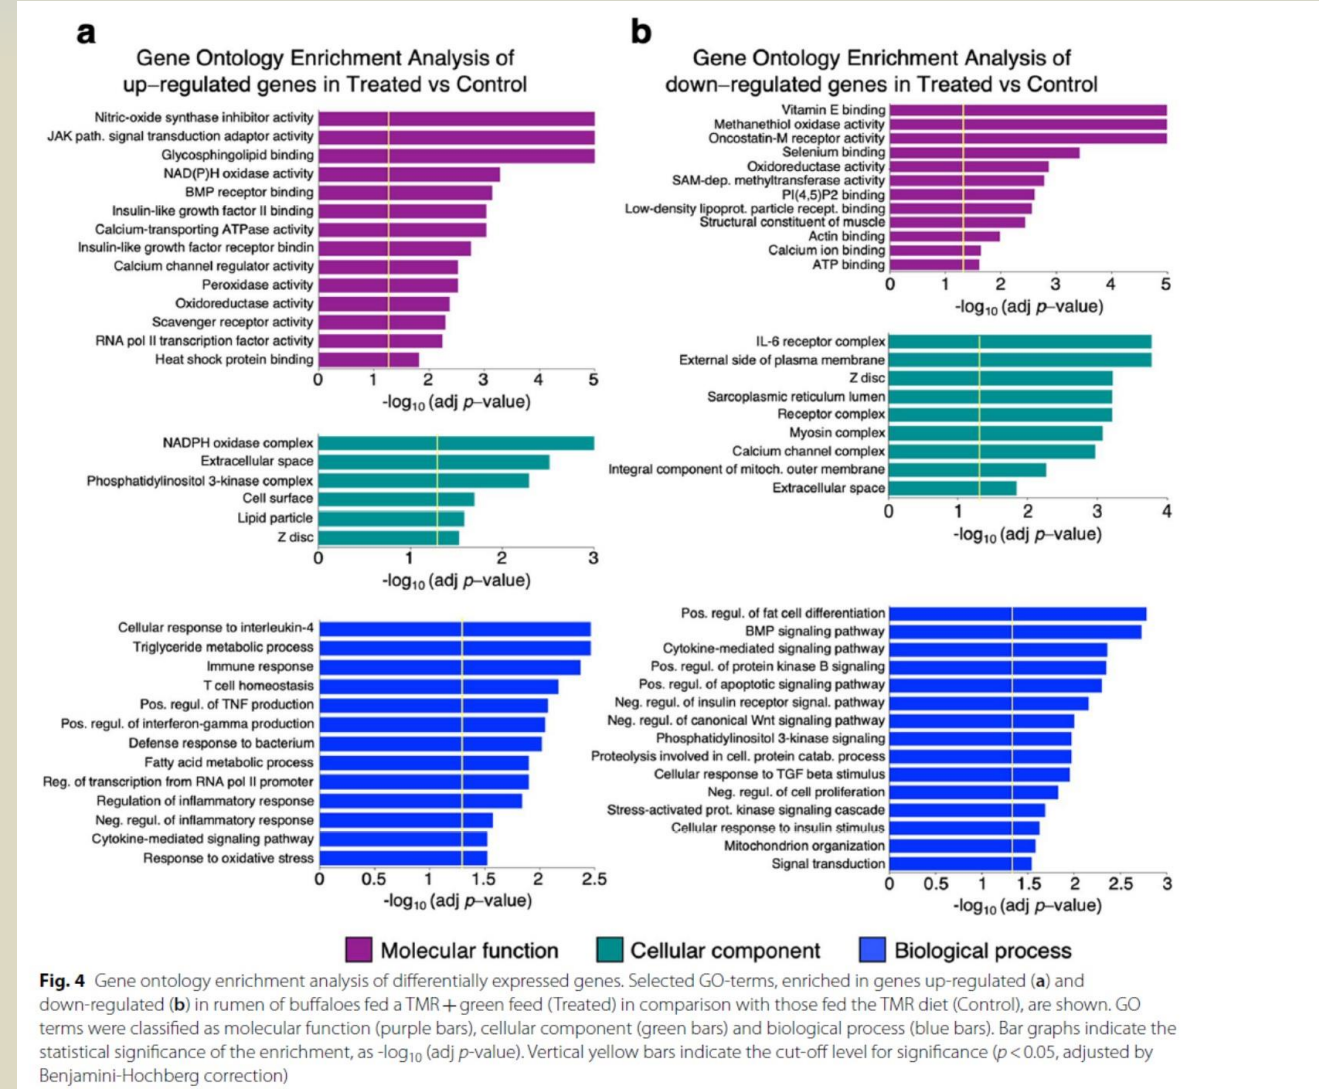 a
Gene Ontology Enrichment Analysis of
up–regulated genes in Treated vs Control
Nitric-oxide synthase inhibitor activity
JAK path. signal transduction adaptor activity
Glycosphingolipid binding
NAD(P)H oxidase activity
BMP receptor binding
Insulin-like growth factor II binding
Calcium-transporting ATPase activity
Insulin-like growth factor receptor bindin
Calcium channel regulator activity
Peroxidase activity
Oxidoreductase activity
Scavenger receptor activity
RNA pol II transcription factor activity
Heat shock protein binding
0 1 2 3 4 5
-log10 (adj p–value)
NADPH oxidase complex
Extracellular space
Phosphatidylinositol 3-kinase complex
Cell surface
Lipid particle
Z disc
0 1 2 3
-log10 (adj p–value)
Cellular response to interleukin-4
Triglyceride metabolic process
Immune response
T cell homeostasis
Pos. regul. of TNF production
Pos. regul. of interferon-gamma production
Defense response to bacterium
Fatty acid metabolic process
Reg. of transcription from RNA pol II promoter
Regulation of inflammatory response
Neg. regul. of inflammatory response
Cytokine-mediated signaling pathway
Response to oxidative stress
0 0.5 1 1.5 2 2.5
-log10 (adj p–value)
b
Gene Ontology Enrichment Analysis of
down–regulated genes in Treated vs Control
Vitamin E binding
Methanethiol oxidase activity
Oncostatin-M receptor activity
Selenium binding
Oxidoreductase activity
SAM-dep. methyltransferase activity
PI(4,5)P2 binding
Low-density lipoprot. particle recept. binding
Structural constituent of muscle
Actin binding
Calcium ion binding
ATP binding
0 1 2 3 4 5
-log10 (adj p–value)
IL-6 receptor complex
External side of plasma membrane
Z disc
Sarcoplasmic reticulum lumen
Receptor complex
Myosin complex
Calcium channel complex
Integral component of mitoch. outer membrane
Extracellular space
0 1 2 3 4
-log10 (adj p–value)
Pos. regul. of fat cell differentiation
BMP signaling pathway
Cytokine-mediated signaling pathway
Pos. regul. of protein kinase B signaling
Pos. regul. of apoptotic signaling pathway
Neg. regul. of insulin receptor signal. pathway
Neg. regul. of canonical Wnt signaling pathway
Phosphatidylinositol 3-kinase signaling
Proteolysis involved in cell. protein catab. process
Cellular response to TGF beta stimulus
Neg. regul. of cell proliferation
Stress-activated prot. kinase signaling cascade
Cellular response to insulin stimulus
Mitochondrion organization
Signal transduction
0 0.5 1 1.5 2 2.5 3
-log10 (adj p–value)
Molecular function Cellular component Biological process
Fig. 4 Gene ontology enrichment analysis of differentially expressed genes. Selected GO-terms, enriched in genes up-regulated (a) and
down-regulated (b) in rumen of buffaloes fed a TMR + green feed (Treated) in comparison with those fed the TMR diet (Control), are shown. GO
terms were classified as molecular function (purple bars), cellular component (green bars) and biological process (blue bars). Bar graphs indicate the
statistical significance of the enrichment, as -log10 (adj p-value). Vertical yellow bars indicate the cut-off level for significance (p < 0.05, adjusted by
Benjamini-Hochberg correction)